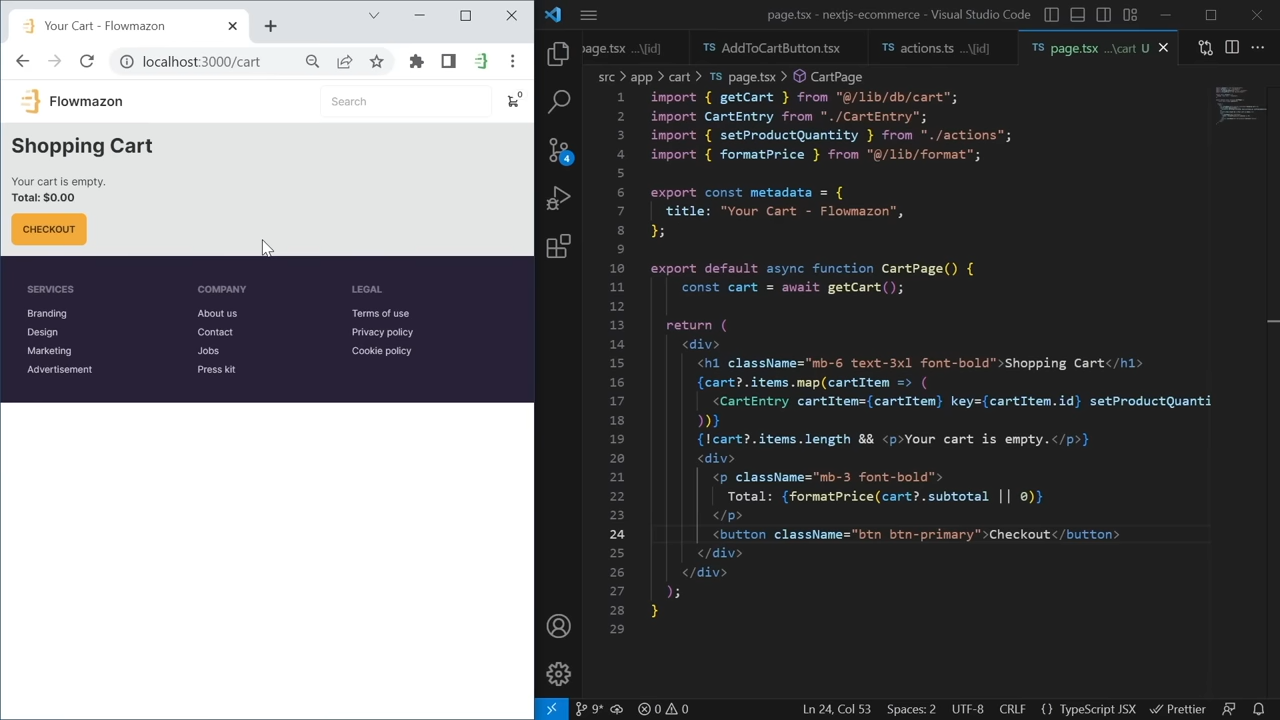 Your Cart - Flowmazon
localhost:3000/cart
Flowmazon
Search
0
Shopping Cart
Your cart is empty.
Total: $0.00
CHECKOUT
SERVICES
Branding
Design
Marketing
Advertisement
COMPANY
About us
Contact
Jobs
Press kit
LEGAL
Terms of use
Privacy policy
Cookie policy
page.tsx - nextjs-ecommerce - Visual Studio Code
page.tsx ...\[id]
AddToCartButton.tsx
actions.ts ...\[id]
page.tsx ...\cart U
src > app > cart > page.tsx > CartPage
4
1 import { getCart } from "@/lib/db/cart";
2 import CartEntry from "./CartEntry";
3 import { setProductQuantity } from "./actions";
4 import { formatPrice } from "@/lib/format";
5
6 export const metadata = {
7 title: "Your Cart - Flowmazon",
8 };
9
10 export default async function CartPage() {
11 const cart = await getCart();
12
13 return (
14 <div>
15 <h1 className="mb-6 text-3xl font-bold">Shopping Cart</h1>
16 {cart?.items.map(cartItem => (
17 <CartEntry cartItem={cartItem} key={cartItem.id} setProductQuanti
18 ))}
19 {!cart?.items.length && <p>Your cart is empty.</p>}
20 <div>
21 <p className="mb-3 font-bold">
22 Total: {formatPrice(cart?.subtotal || 0)}
23 </p>
24 <button className="btn btn-primary">Checkout</button>
25 </div>
26 </div>
27 );
28 }
29
9* 0 0 Ln 24, Col 53 Spaces: 2 UTF-8 CRLF {} TypeScript JSX Prettier